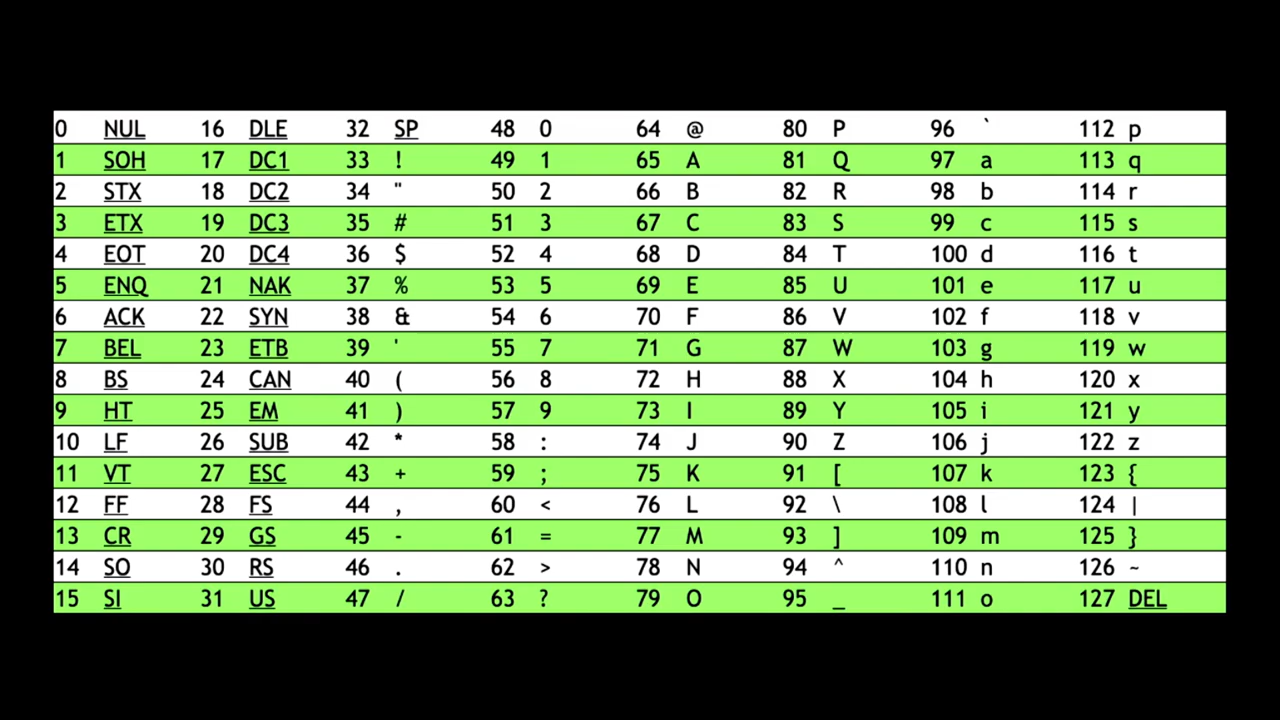 0 NUL 16 DLE 32 SP 48 0 64 @ 80 P 96 ` 112 p
1 SOH 17 DC1 33 ! 49 1 65 A 81 Q 97 a 113 q
2 STX 18 DC2 34 " 50 2 66 B 82 R 98 b 114 r
3 ETX 19 DC3 35 # 51 3 67 C 83 S 99 c 115 s
4 EOT 20 DC4 36 $ 52 4 68 D 84 T 100 d 116 t
5 ENQ 21 NAK 37 % 53 5 69 E 85 U 101 e 117 u
6 ACK 22 SYN 38 & 54 6 70 F 86 V 102 f 118 v
7 BEL 23 ETB 39 ' 55 7 71 G 87 W 103 g 119 w
8 BS 24 CAN 40 ( 56 8 72 H 88 X 104 h 120 x
9 HT 25 EM 41 ) 57 9 73 I 89 Y 105 i 121 y
10 LF 26 SUB 42 * 58 : 74 J 90 Z 106 j 122 z
11 VT 27 ESC 43 + 59 ; 75 K 91 [ 107 k 123 {
12 FF 28 FS 44 , 60 < 76 L 92 \ 108 l 124 |
13 CR 29 GS 45 - 61 = 77 M 93 ] 109 m 125 }
14 SO 30 RS 46 . 62 > 78 N 94 ^ 110 n 126 ~
15 SI 31 US 47 / 63 ? 79 O 95 _ 111 o 127 DEL